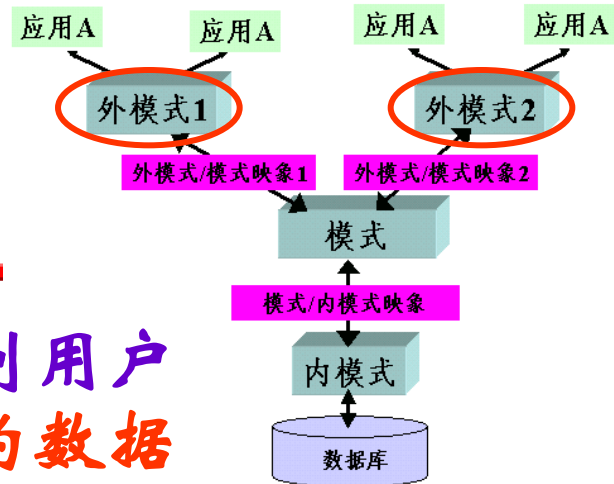 应用A
应用A
应用A
应用A
外模式1
外模式2
外模式/模式映象1
外模式/模式映象2
模式
模式/内模式映象
用户
内模式
数据
数据库